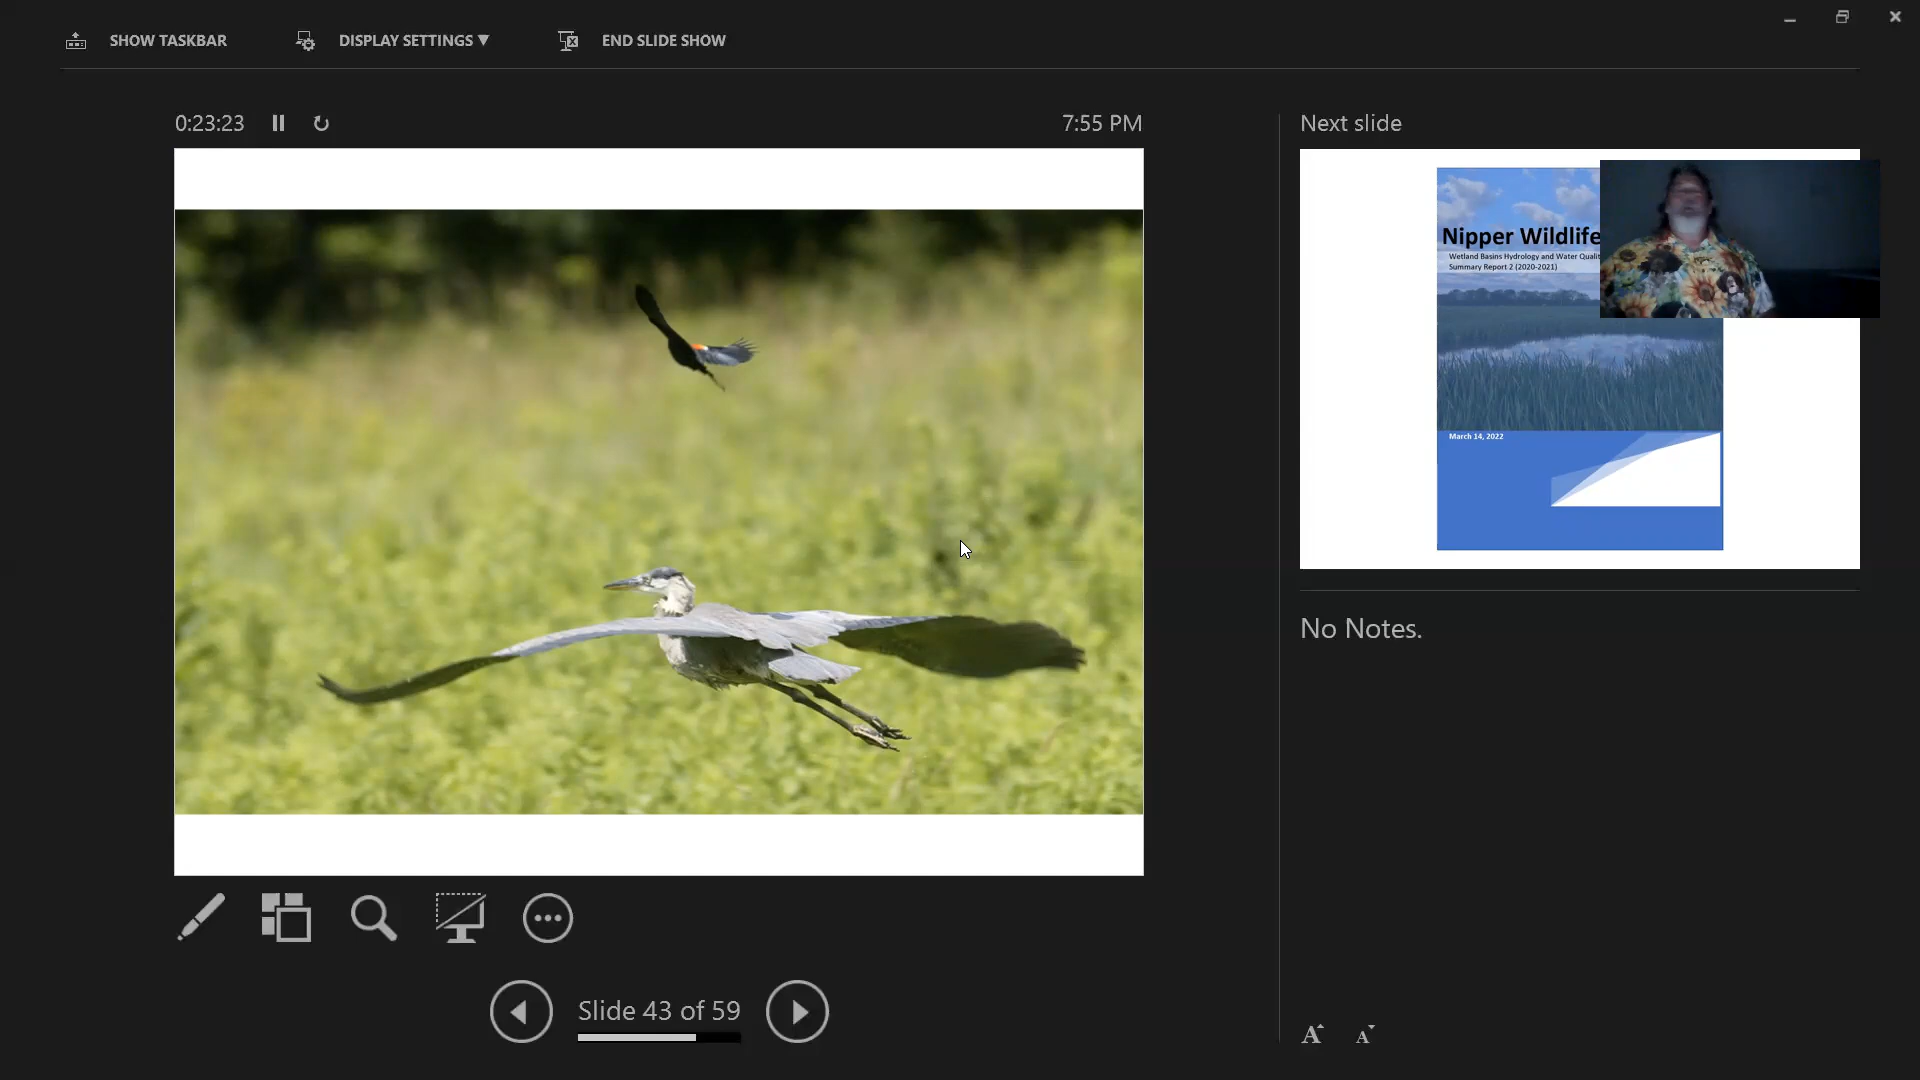 SHOW TASKBAR
DISPLAY SETTINGS ▼
END SLIDE SHOW
0:23:23
7:55 PM
Next slide
Nipper Wildlife
Wetland Basins Hydrology and Water
Summary Report 2 (2020-2021)
March 14, 2022
No Notes.
Slide 43 of 59
A A